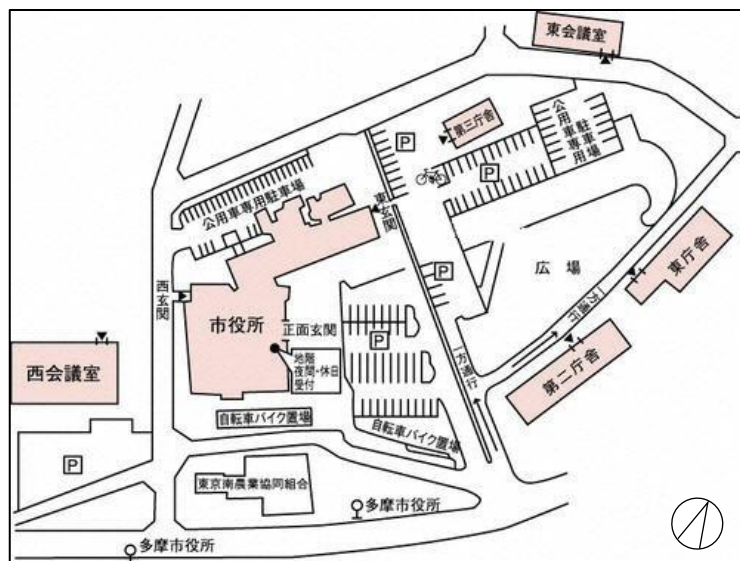 東会議室
公用車駐車場専用
第三庁舎
P
P
公用車専用駐車場
東玄関
広場
東庁舎
P
西玄関
市役所
正面玄関
P
一方通行
一方通行
地階
夜間・休日
受付
第二庁舎
西会議室
自転車バイク置場
自転車バイク置場
P
東京南農業協同組合
多摩市役所
多摩市役所